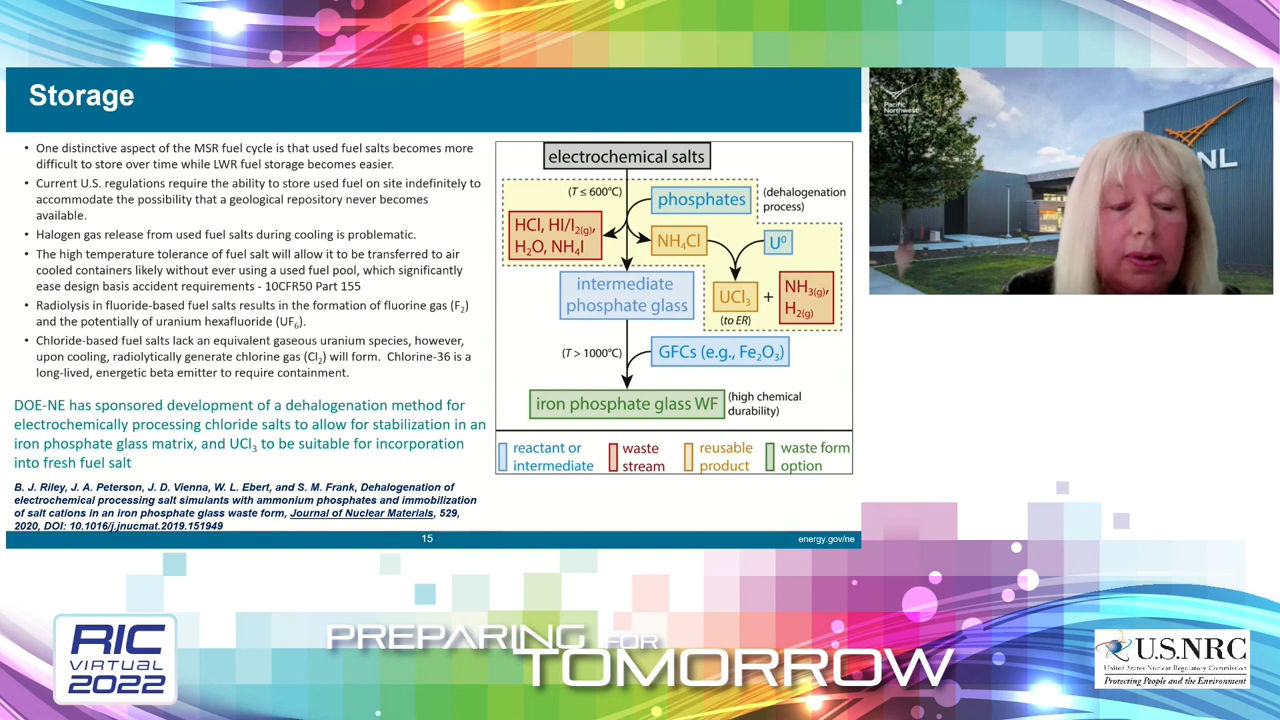 Storage
• One distinctive aspect of the MSR fuel cycle is that used fuel salts becomes more
difficult to store over time while LWR fuel storage becomes easier.
• Current U.S. regulations require the ability to store used fuel on site indefinitely to
accommodate the possibility that a geological repository never becomes
available.
• Halogen gas release from used fuel salts during cooling is problematic.
• The high temperature tolerance of fuel salt will allow it to be transferred to air
cooled containers likely without ever using a used fuel pool, which significantly
ease design basis accident requirements - 10CFR50 Part 155
• Radiolysis in fluoride-based fuel salts results in the formation of fluorine gas (F2)
and the potentially of uranium hexafluoride (UF6).
• Chloride-based fuel salts lack an equivalent gaseous uranium species, however,
upon cooling, radiolytically generate chlorine gas (Cl2) will form. Chlorine-36 is a
long-lived, energetic beta emitter to require containment.
DOE-NE has sponsored development of a dehalogenation method for
electrochemically processing chloride salts to allow for stabilization in an
iron phosphate glass matrix, and UCl3 to be suitable for incorporation
into fresh fuel salt
B. J. Riley, J. A. Peterson, J. D. Vienna, W. L. Ebert, and S. M. Frank, Dehalogenation of
electrochemical processing salt simulants with ammonium phosphates and immobilization
of salt cations in an iron phosphate glass waste form, Journal of Nuclear Materials, 529,
2020, DOI: 10.1016/j.jnucmat.2019.151949
electrochemical salts
(T ≤ 600°C)
phosphates
(dehalogenation
process)
HCl, HI/I2(g),
H2O, NH4I
NH4Cl
U0
intermediate
phosphate glass
UCl3
+
NH3(g),
H2(g)
(to ER)
(T > 1000°C)
GFCs (e.g., Fe2O3)
iron phosphate glass WF
(high chemical
durability)
reactant or
intermediate
waste
stream
reusable
product
waste form
option
15
energy.gov/ne
Pacific
Northwest
NL
RIC
VIRTUAL
2022
PREPARING FOR
TOMORROW
U.S.NRC
United States Nuclear Regulatory Commission
Protecting People and the Environment